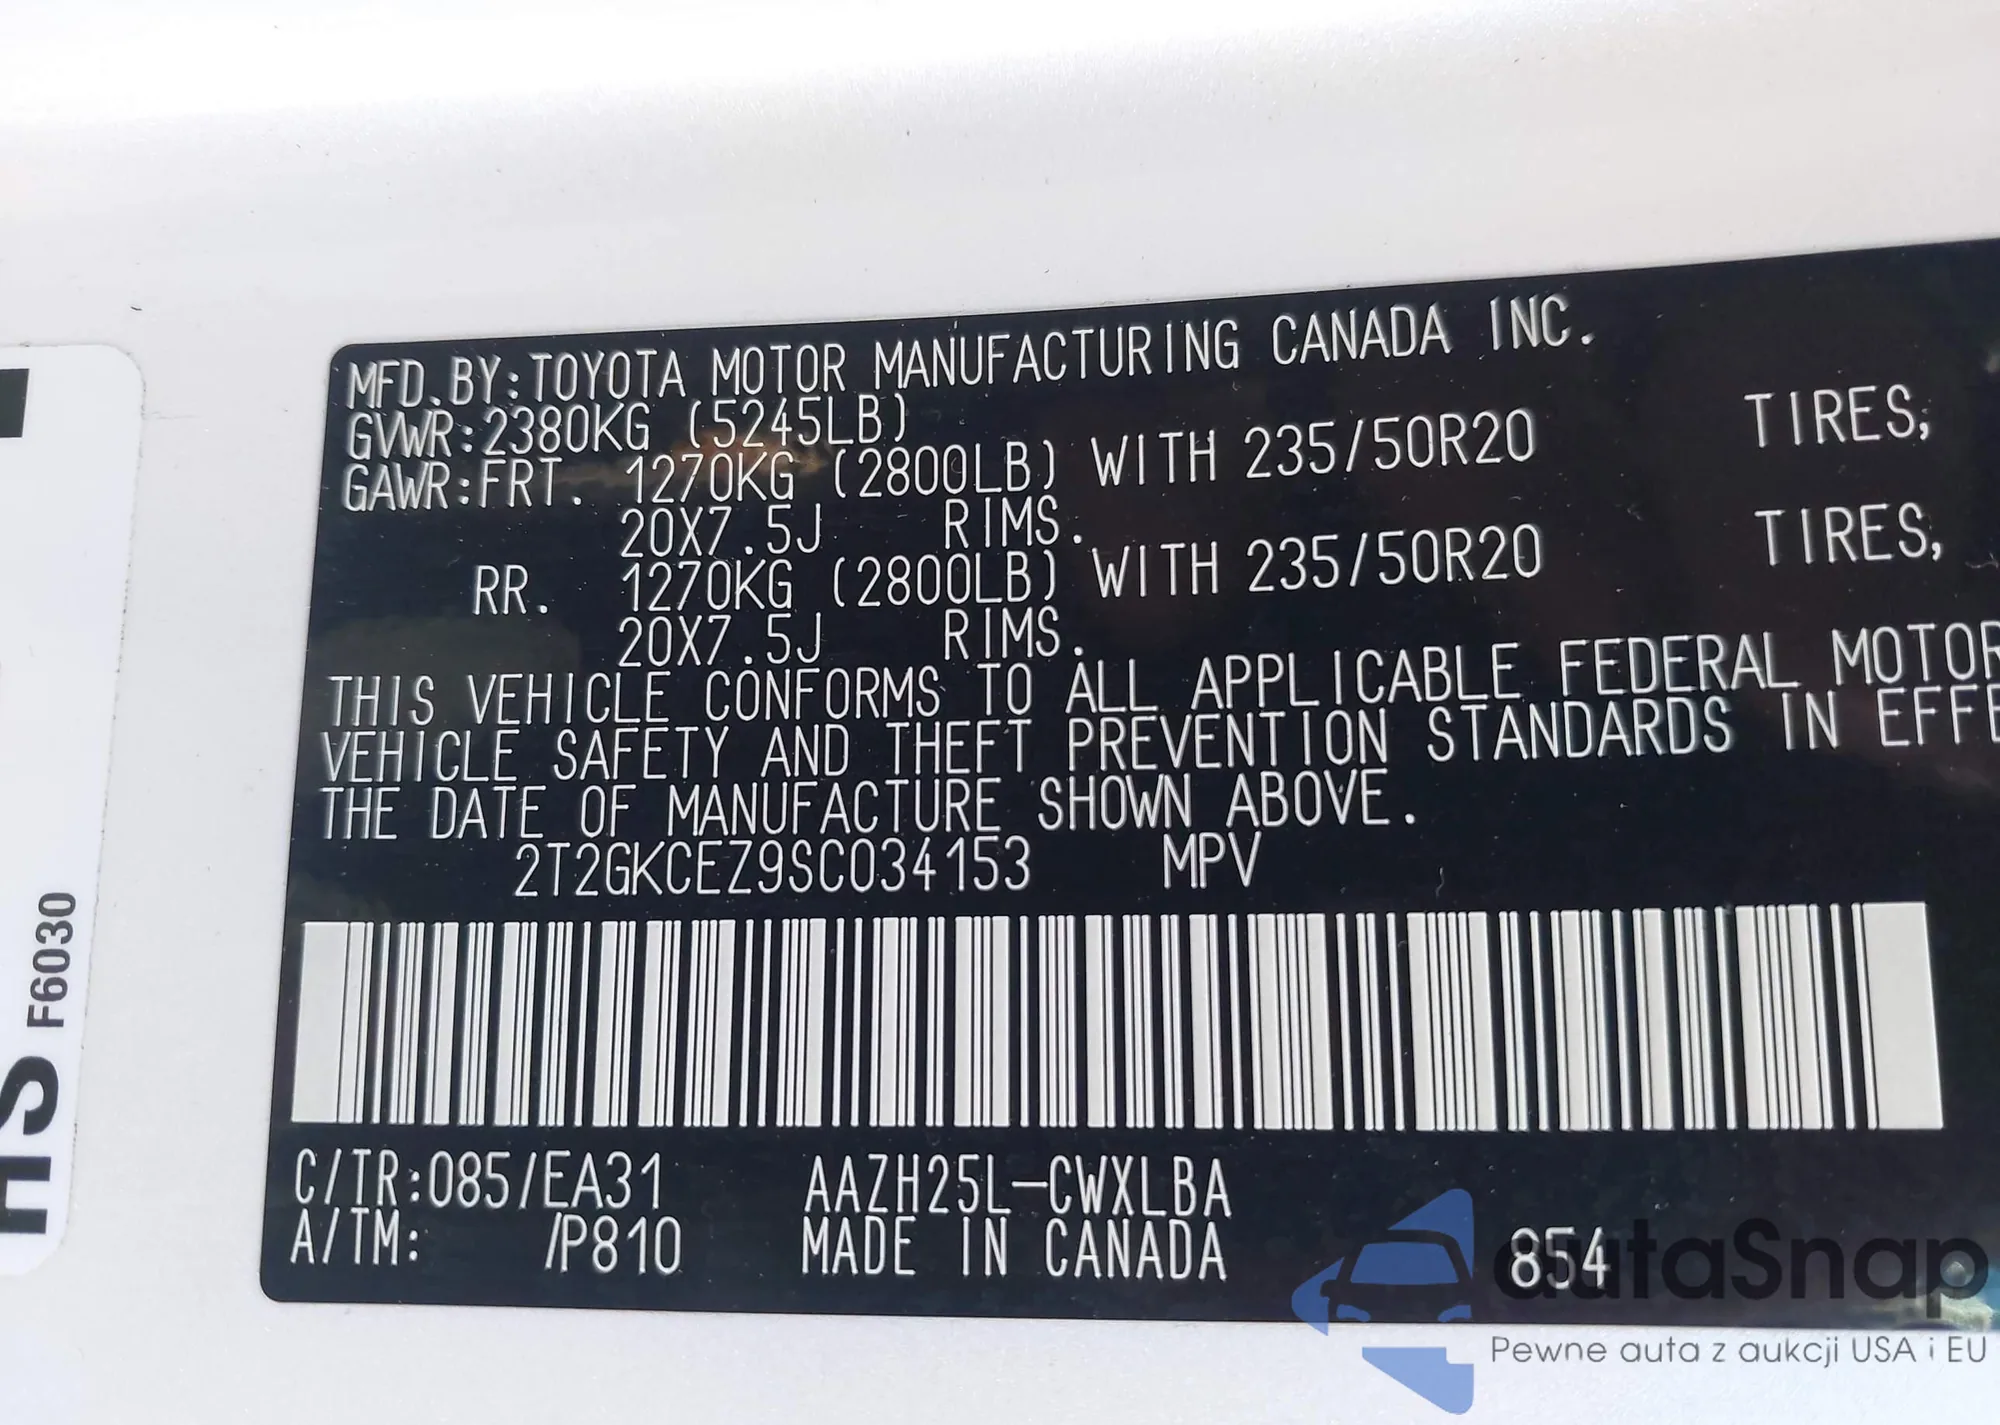 MFD.BY:TOYOTA MOTOR MANUFACTURING CANADA INC.
GVWR:2380KG (5245LB)
GAWR:FRT. 1270KG (2800LB) WITH 235/50R20 TIRES,
20X7.5J RIMS.
RR. 1270KG (2800LB) WITH 235/50R20 TIRES,
20X7.5J RIMS.
THIS VEHICLE CONFORMS TO ALL APPLICABLE FEDERAL MOTOR
VEHICLE SAFETY AND THEFT PREVENTION STANDARDS IN EFFE
THE DATE OF MANUFACTURE SHOWN ABOVE.
2T2GKCEZ9SC034153 MPV
C/TR:085/EA31 AAZH25L-CWXLBA
A/TM: /P810 MADE IN CANADA 854
HS F60030
autaSnap
Pewne auta z aukcji USA i EU